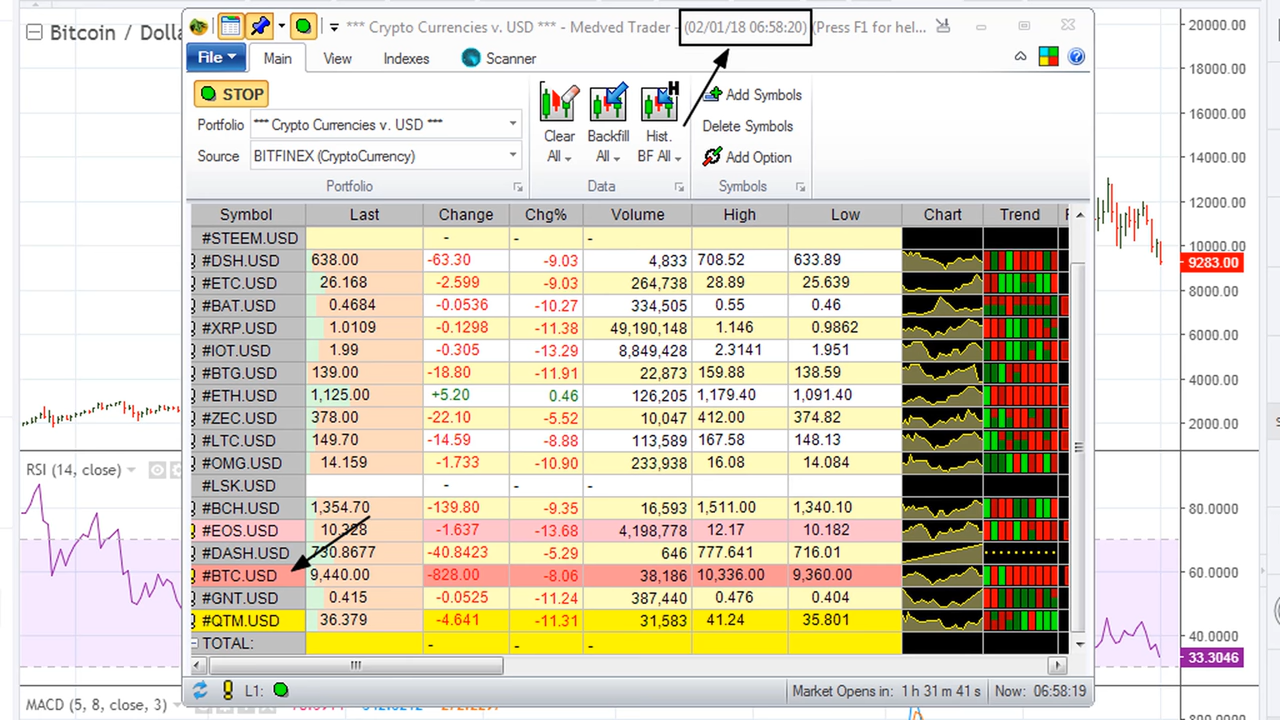 Bitcoin / Dolla
*** Crypto Currencies v. USD *** - Medved Trader - (02/01/18 06:58:20) (Press F1 for hel...
File Main View Indexes Scanner
STOP
Portfolio *** Crypto Currencies v. USD ***
Source BITFINEX (CryptoCurrency)
Clear All
Backfill All
Hist. BF All
Add Symbols
Delete Symbols
Add Option
Portfolio Data Symbols
Symbol Last Change Chg% Volume High Low Chart Trend
#STEEM.USD - - -
#DSH.USD 638.00 -63.30 -9.03 4,833 708.52 633.89
#ETC.USD 26.168 -2.599 -9.03 264,738 28.89 25.639
#BAT.USD 0.4684 -0.0536 -10.27 334,505 0.55 0.46
#XRP.USD 1.0109 -0.1298 -11.38 49,190,148 1.146 0.9862
#IOT.USD 1.99 -0.305 -13.29 8,849,428 2.3141 1.951
#BTG.USD 139.00 -18.80 -11.91 22,873 159.88 138.59
#ETH.USD 1,125.00 +5.20 0.46 126,205 1,179.40 1,091.40
#ZEC.USD 378.00 -22.10 -5.52 10,047 412.00 374.82
#LTC.USD 149.70 -14.59 -8.88 113,589 167.58 148.13
#OMG.USD 14.159 -1.733 -10.90 233,938 16.08 14.084
#LSK.USD - - -
#BCH.USD 1,354.70 -139.80 -9.35 16,593 1,511.00 1,340.10
#EOS.USD -1.637 -13.68 4,198,778 12.17 10.182
#DASH.USD 730.8677 -40.8423 -5.29 646 777.641 716.01
#BTC.USD 9,440.00 -828.00 -8.06 38,186 10,336.00 9,360.00
#GNT.USD 0.415 -0.0525 -11.24 387,440 0.476 0.404
#QTM.USD 36.379 -4.641 -11.31 31,583 41.24 35.801
TOTAL: - - -
L1: Market Opens in: 1 h 31 m 41 s Now: 06:58:19
20000.00
18000.00
16000.00
14000.00
12000.00
10000.00
9283.00
8000.00
6000.00
4000.00
2000.00
RSI (14, close)
80.0000
60.0000
40.0000
33.3046
MACD (5, 8, close, 3)